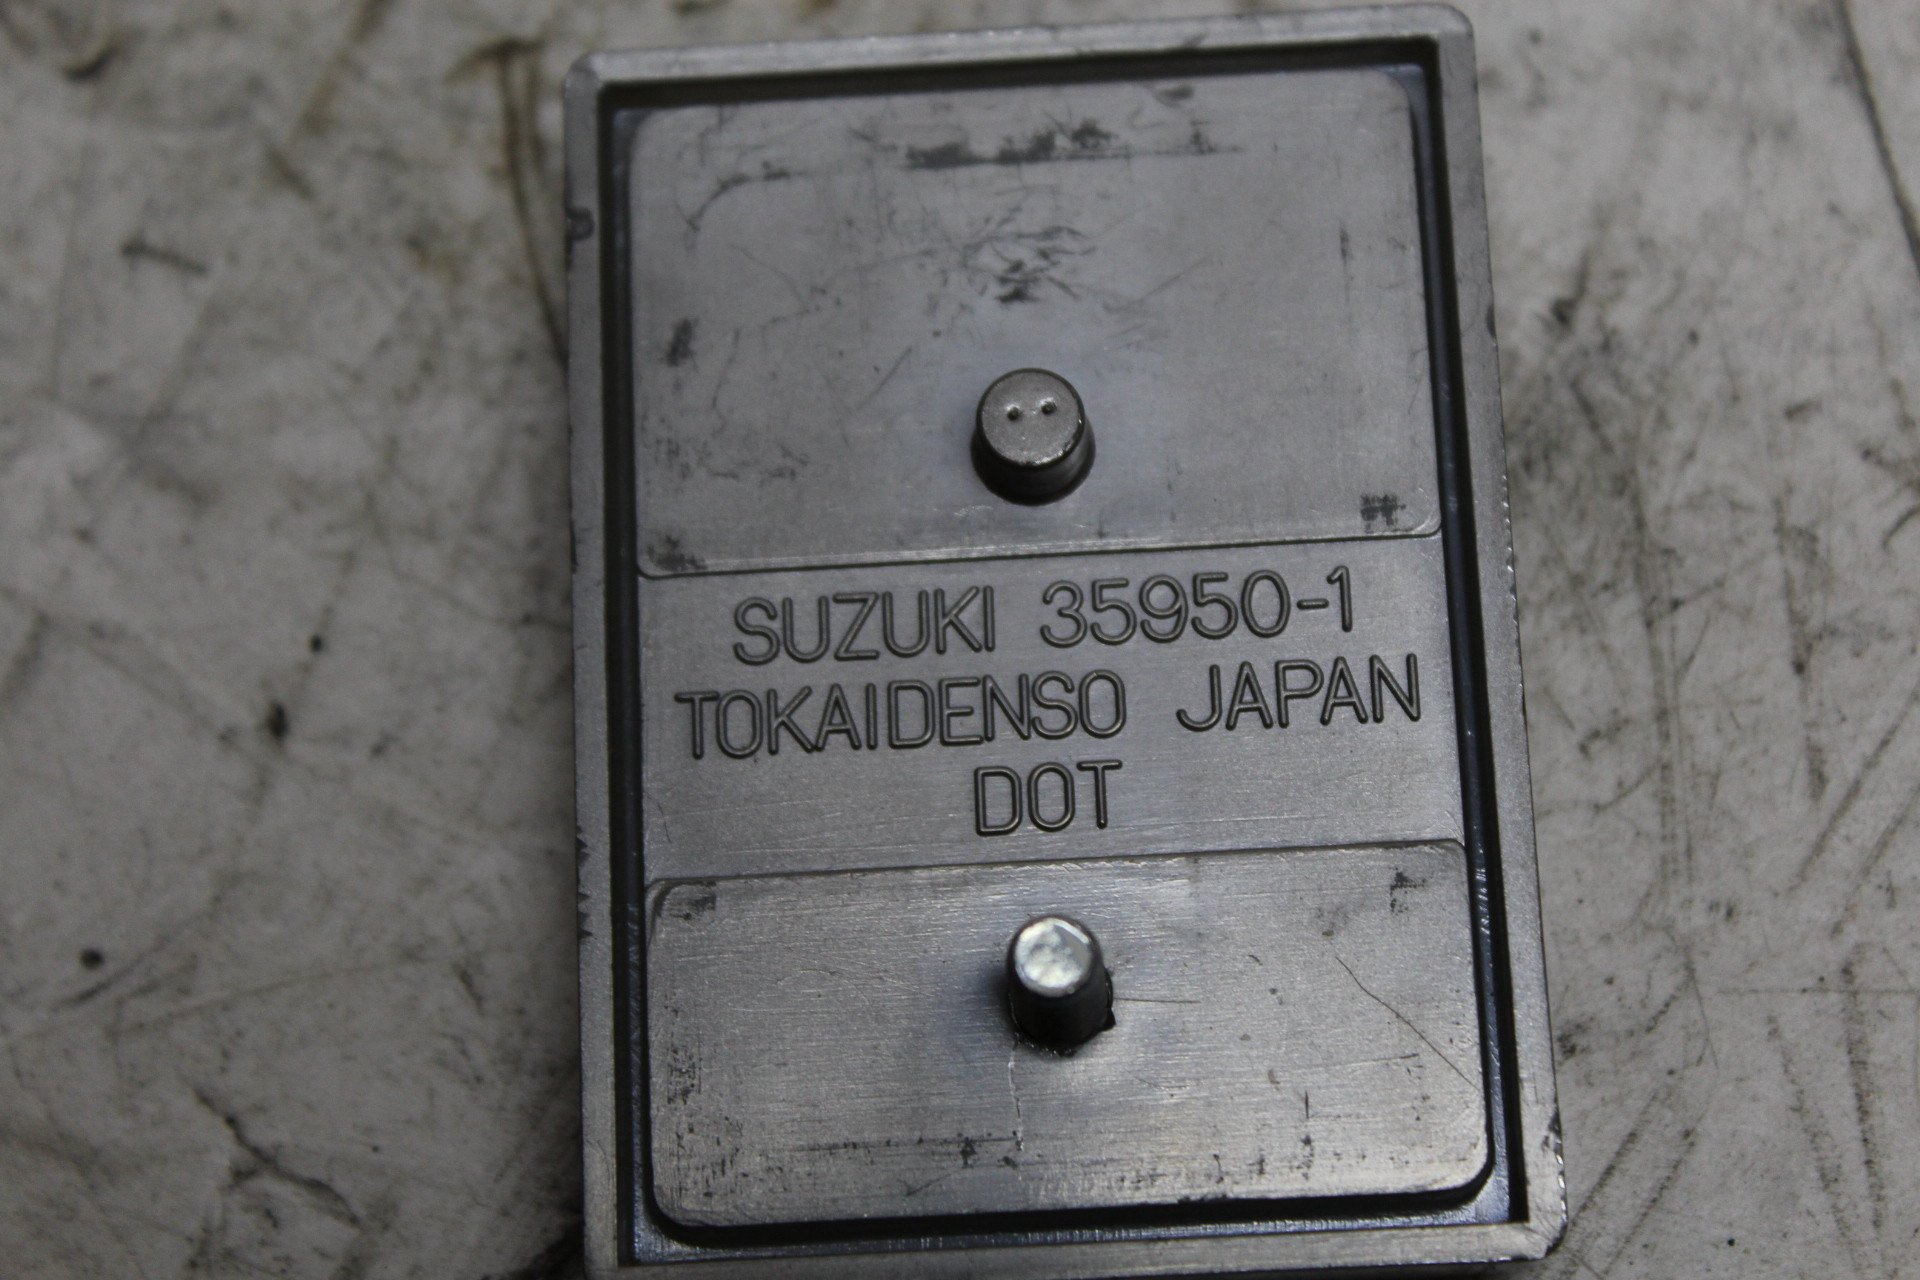 SUZUKI 35950-1
TOKAIDENSO JAPAN
DOT